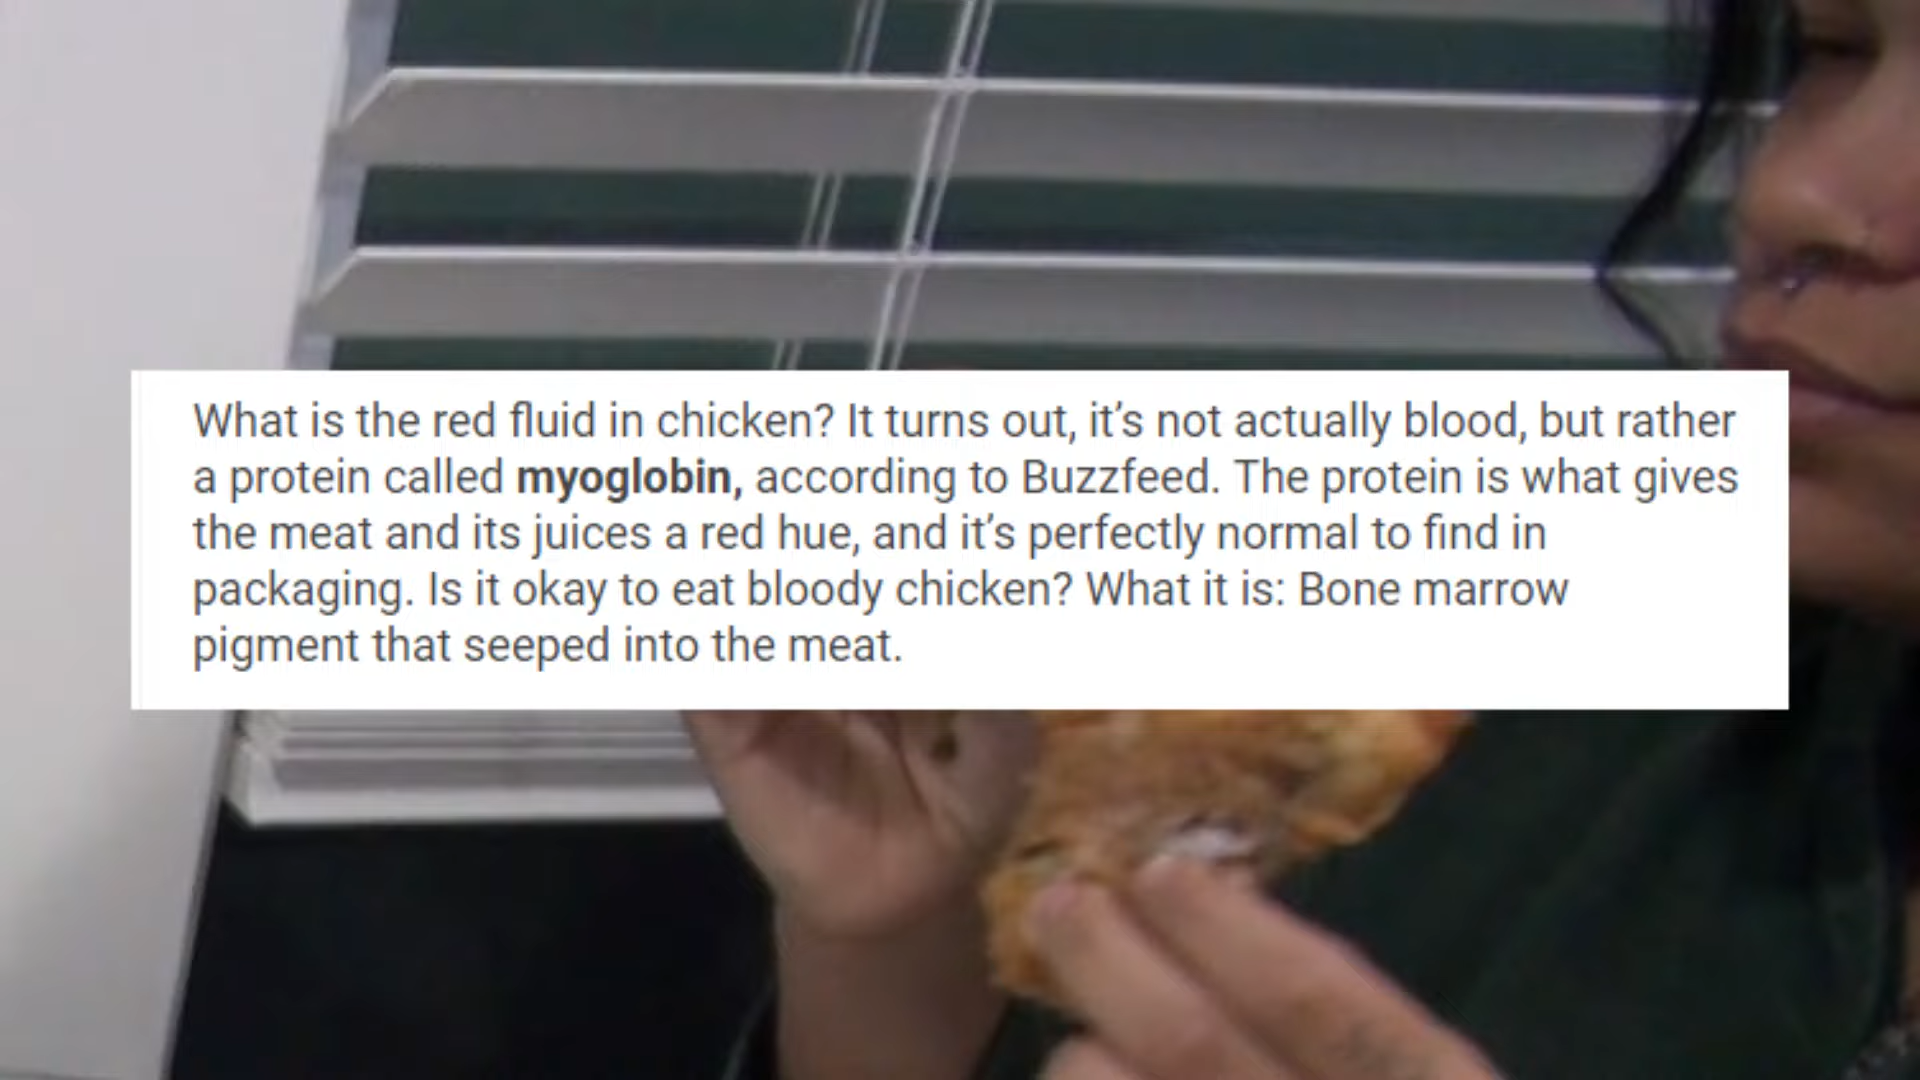 What is the red fluid in chicken? It turns out, it’s not actually blood, but rather
a protein called myoglobin, according to Buzzfeed. The protein is what gives
the meat and its juices a red hue, and it’s perfectly normal to find in
packaging. Is it okay to eat bloody chicken? What it is: Bone marrow
pigment that seeped into the meat.